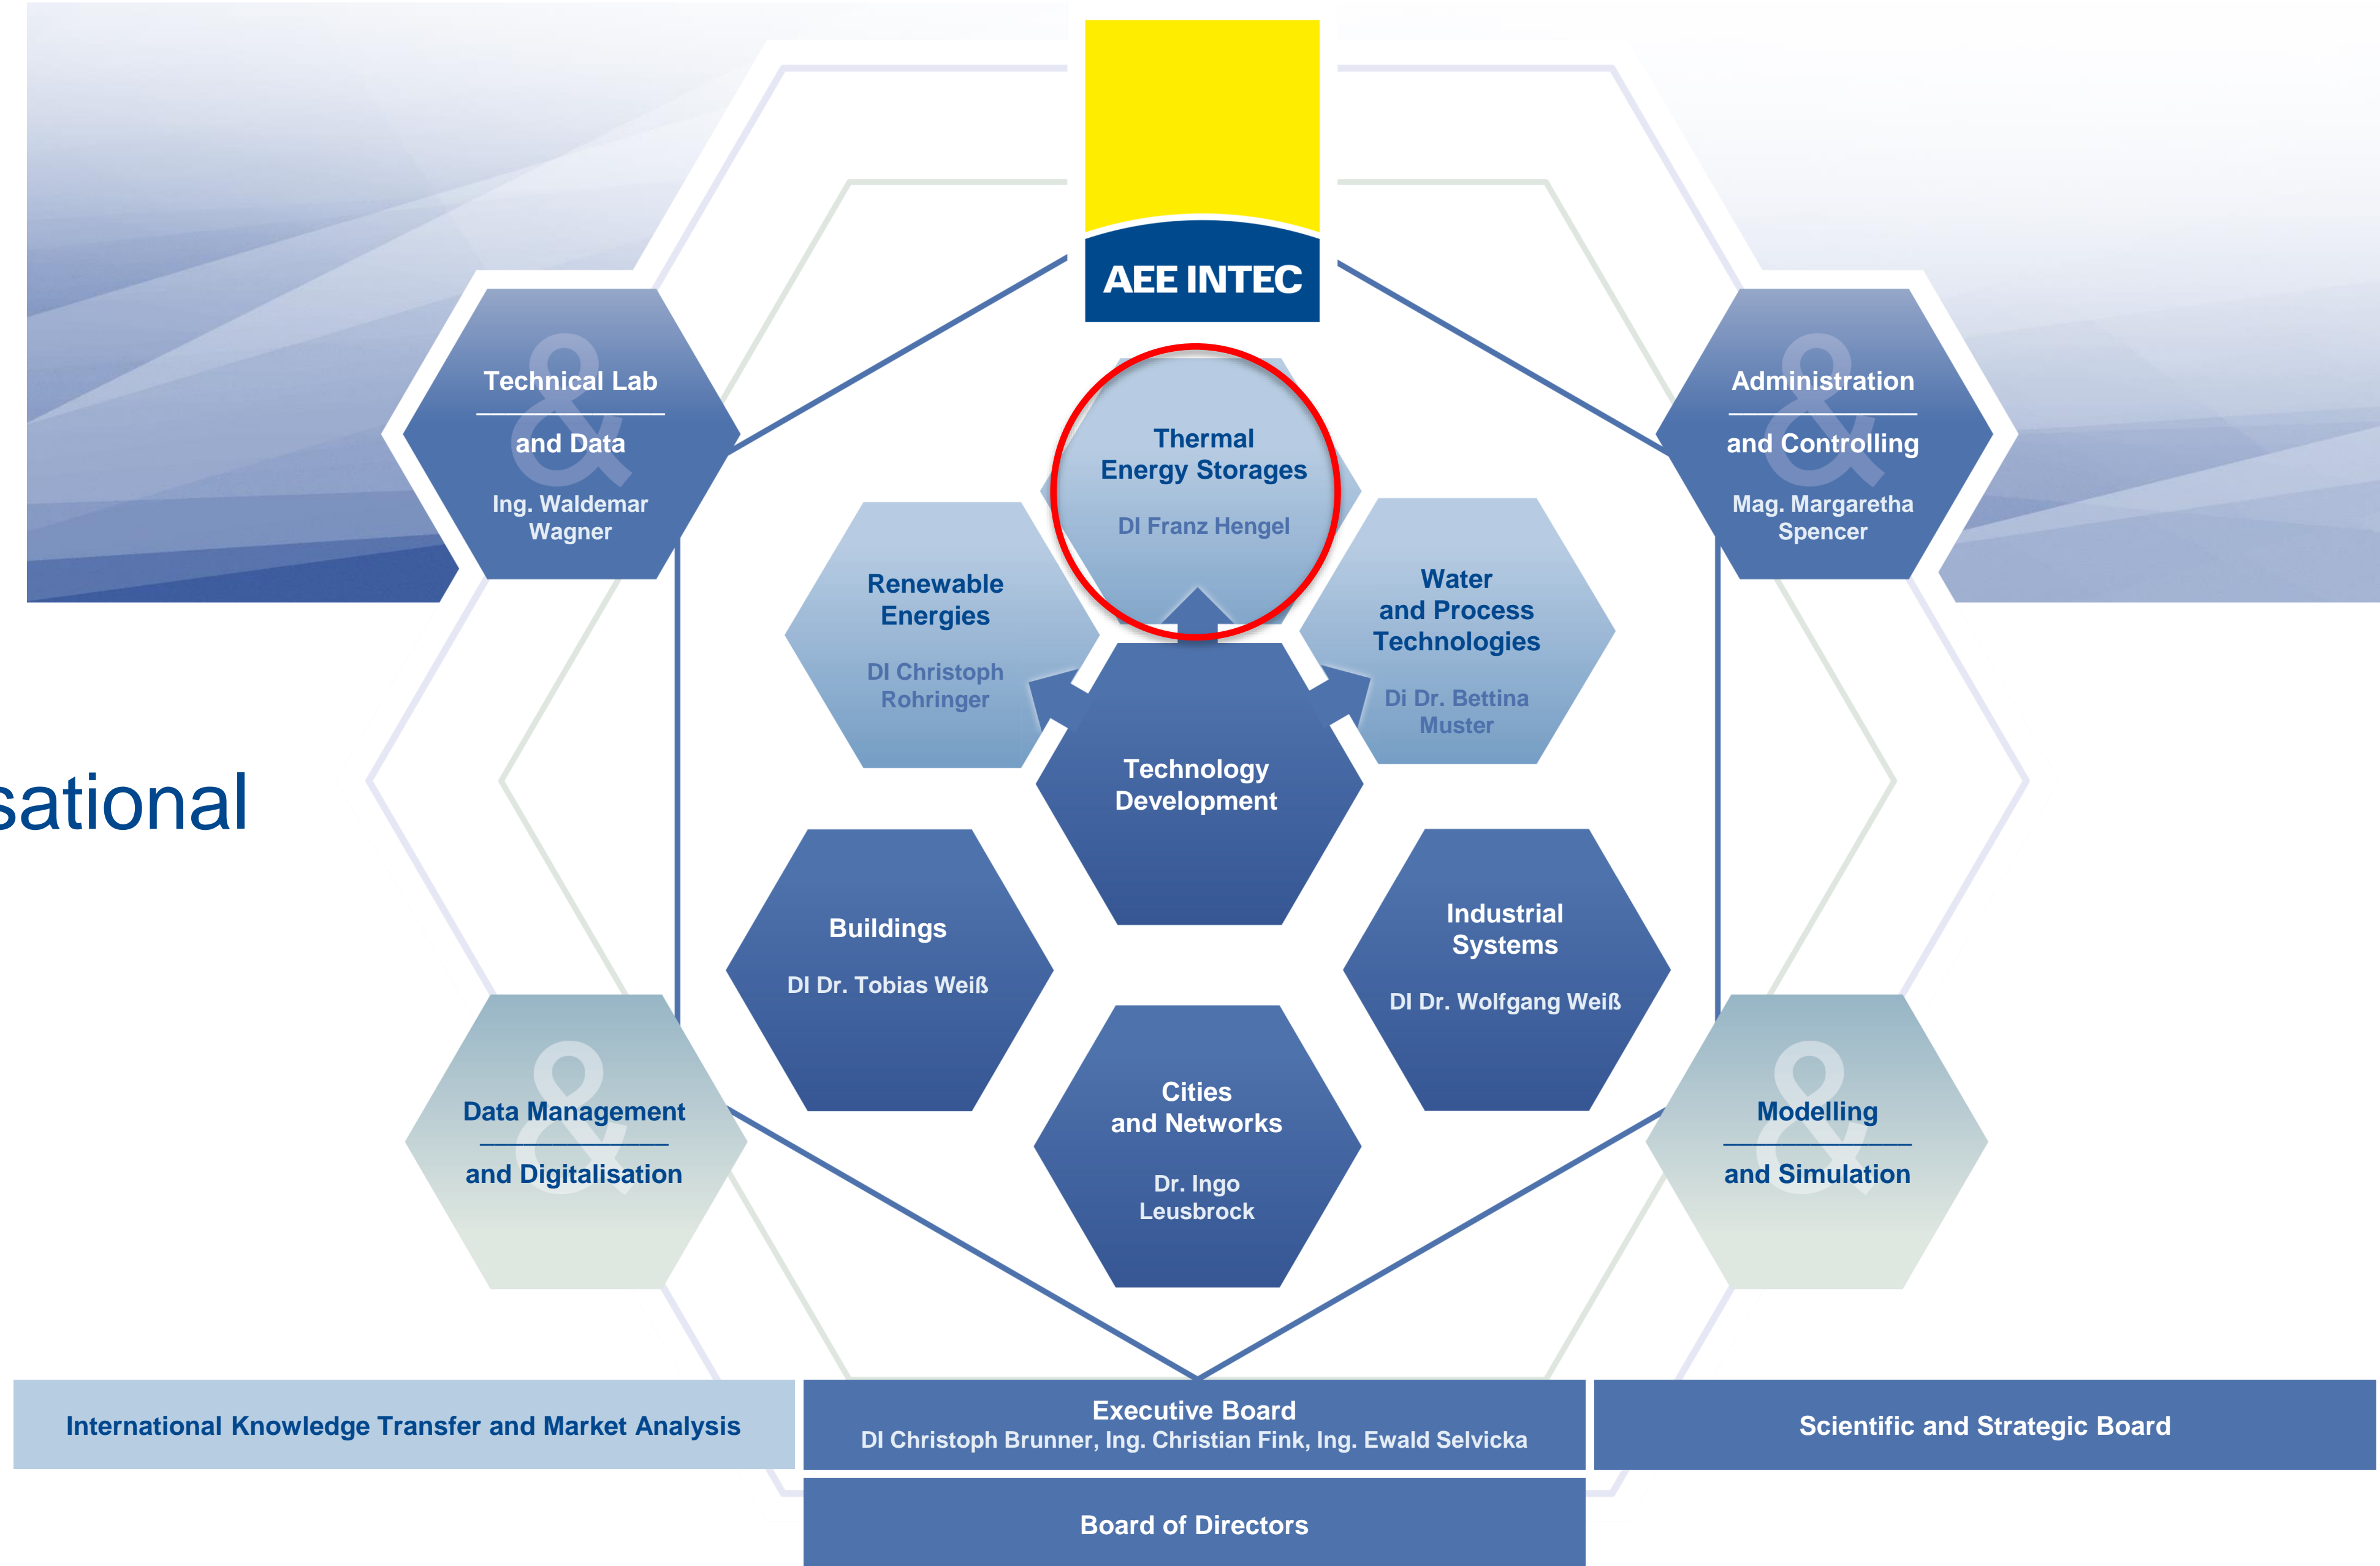 AEE INTEC
Technical Lab
and Data
Ing. Waldemar
Wagner
&
Administration
and Controlling
Mag. Margaretha
Spencer
&
Thermal
Energy Storages
DI Franz Hengel
Renewable
Energies
DI Christoph
Rohringer
Water
and Process
Technologies
Di Dr. Bettina
Muster
Technology
Development
sational
Buildings
DI Dr. Tobias Weiß
Industrial
Systems
DI Dr. Wolfgang Weiß
Cities
and Networks
Dr. Ingo
Leusbrock
Data Management
and Digitalisation
&
Modelling
and Simulation
&
International Knowledge Transfer and Market Analysis
Executive Board
DI Christoph Brunner, Ing. Christian Fink, Ing. Ewald Selvicka
Scientific and Strategic Board
Board of Directors